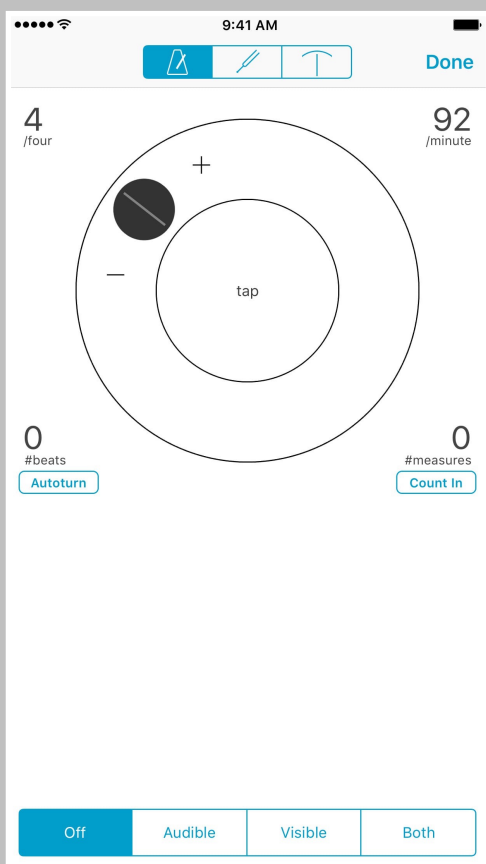 9:41 AM
Done
4
/four
92
/minute
+
−
tap
0
#beats
0
#measures
Autoturn
Count In
Off
Audible
Visible
Both